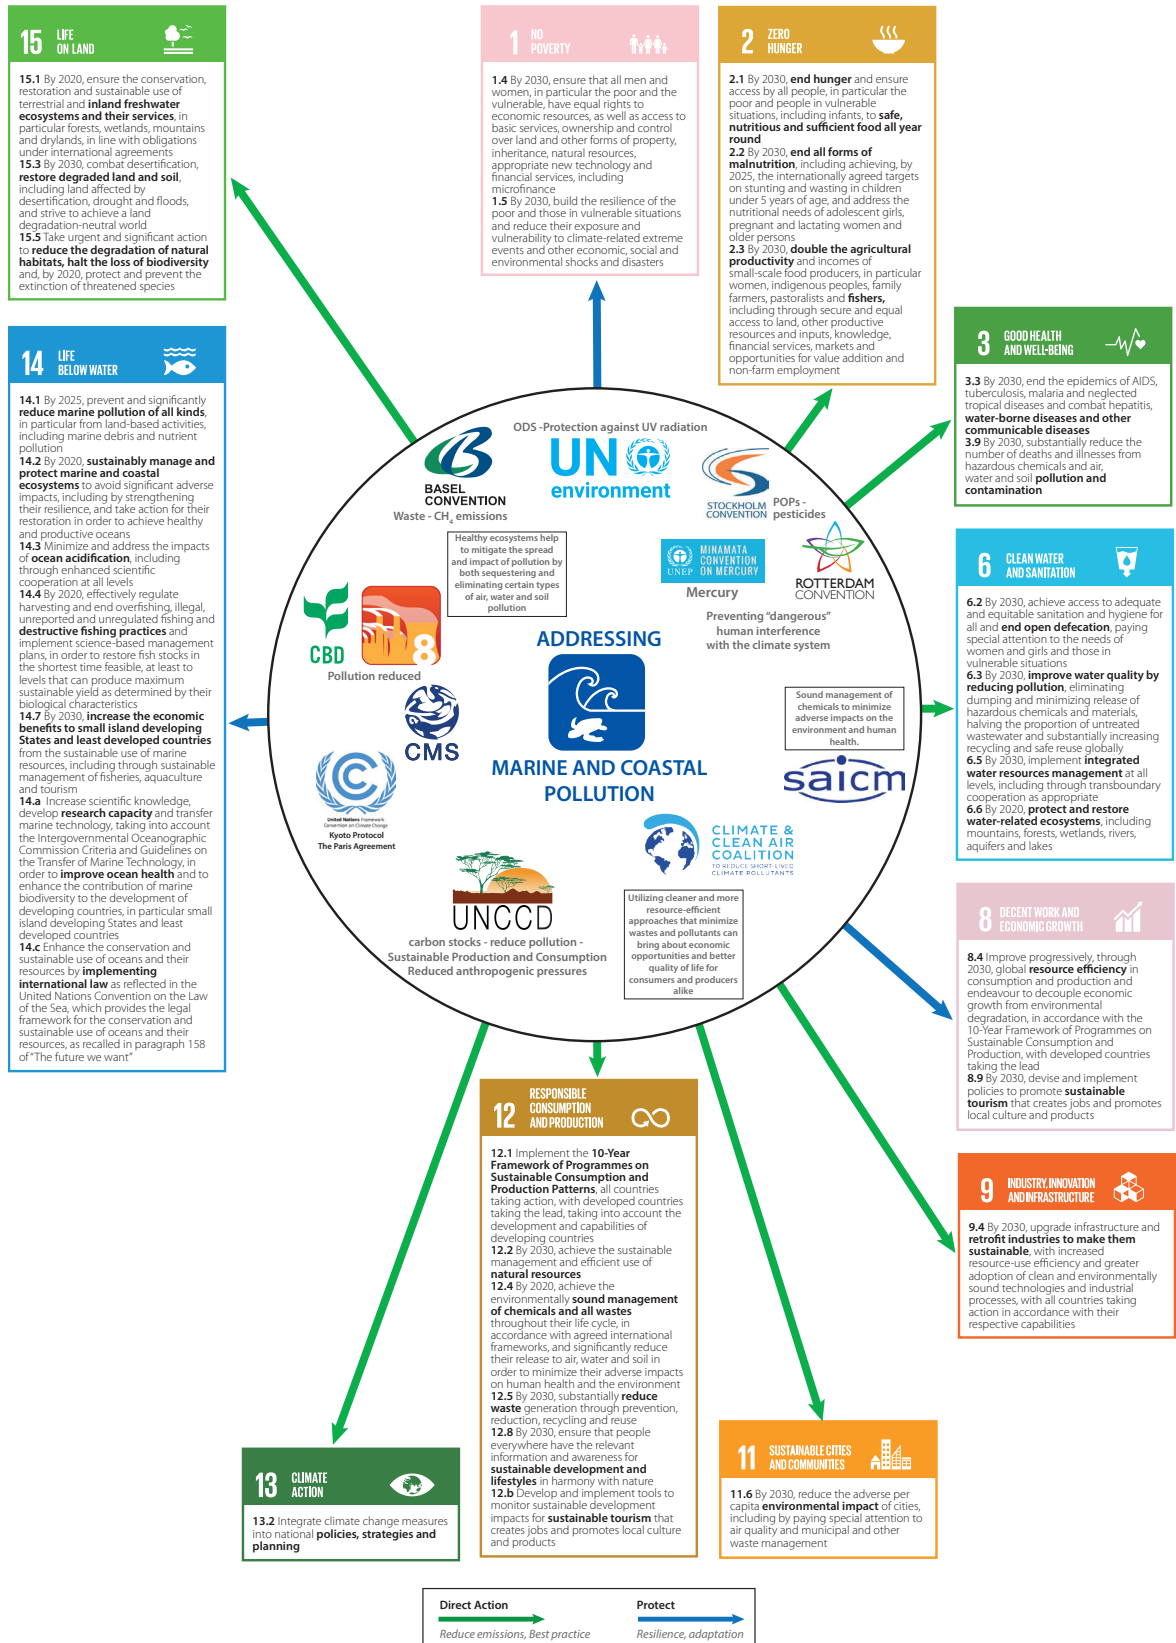 15 LIFE
ON LAND
15.1 By 2020, ensure the conservation,
restoration and sustainable use of
terrestrial and inland freshwater
ecosystems and their services, in
particular forests, wetlands, mountains
and drylands, in line with obligations
under international agreements
15.3 By 2030, combat desertification,
restore degraded land and soil,
including land affected by
desertification, drought and floods,
and strive to achieve a land
degradation-neutral world
15.5 Take urgent and significant action
to reduce the degradation of natural
habitats, halt the loss of biodiversity
and, by 2020, protect and prevent the
extinction of threatened species
1 NO
POVERTY
1.4 By 2030, ensure that all men and
women, in particular the poor and the
vulnerable, have equal rights to
economic resources, as well as access to
basic services, ownership and control
over land and other forms of property,
inheritance, natural resources,
appropriate new technology and
financial services, including
microfinance
1.5 By 2030, build the resilience of the
poor and those in vulnerable situations
and reduce their exposure and
vulnerability to climate-related extreme
events and other economic, social and
environmental shocks and disasters
2 ZERO
HUNGER
2.1 By 2030, end hunger and ensure
access by all people, in particular the
poor and people in vulnerable
situations, including infants, to safe,
nutritious and sufficient food all year
round
2.2 By 2030, end all forms of
malnutrition, including achieving, by
2025, the internationally agreed targets
on stunting and wasting in children
under 5 years of age, and address the
nutritional needs of adolescent girls,
pregnant and lactating women and
older persons
2.3 By 2030, double the agricultural
productivity and incomes of
small-scale food producers, in particular
women, indigenous peoples, family
farmers, pastoralists and fishers,
including through secure and equal
access to land, other productive
resources and inputs, knowledge,
financial services, markets and
opportunities for value addition and
non-farm employment
3 GOOD HEALTH
AND WELL-BEING
3.3 By 2030, end the epidemics of AIDS,
tuberculosis, malaria and neglected
tropical diseases and combat hepatitis,
water-borne diseases and other
communicable diseases
3.9 By 2030, substantially reduce the
number of deaths and illnesses from
hazardous chemicals and air,
water and soil pollution and
contamination
14 LIFE
BELOW WATER
14.1 By 2025, prevent and significantly
reduce marine pollution of all kinds,
in particular from land-based activities,
including marine debris and nutrient
pollution
14.2 By 2020, sustainably manage and
protect marine and coastal
ecosystems to avoid significant adverse
impacts, including by strengthening
their resilience, and take action for their
restoration in order to achieve healthy
and productive oceans
14.3 Minimize and address the impacts
of ocean acidification, including
through enhanced scientific
cooperation at all levels
14.4 By 2020, effectively regulate
harvesting and end overfishing, illegal,
unreported and unregulated fishing and
destructive fishing practices and
implement science-based management
plans, in order to restore fish stocks in
the shortest time feasible, at least to
levels that can produce maximum
sustainable yield as determined by their
biological characteristics
14.7 By 2030, increase the economic
benefits to small island developing
States and least developed countries
from the sustainable use of marine
resources, including through sustainable
management of fisheries, aquaculture
and tourism
14.a Increase scientific knowledge,
develop research capacity and transfer
marine technology, taking into account
the Intergovernmental Oceanographic
Commission Criteria and Guidelines on
the Transfer of Marine Technology, in
order to improve ocean health and to
enhance the contribution of marine
biodiversity to the development of
developing countries, in particular small
island developing States and least
developed countries
14.c Enhance the conservation and
sustainable use of oceans and their
resources by implementing
international law as reflected in the
United Nations Convention on the Law
of the Sea, which provides the legal
framework for the conservation and
sustainable use of oceans and their
resources, as recalled in paragraph 158
of "The future we want"
ODS -Protection against UV radiation
UN
environment
BASEL
CONVENTION
Waste - CH4 emissions
STOCKHOLM
CONVENTION
POPs -
pesticides
Healthy ecosystems help
to mitigate the spread
and impact of pollution by
both sequestering and
eliminating certain types
of air, water and soil
pollution
UNEP
MINAMATA
CONVENTION
ON MERCURY
Mercury
ROTTERDAM
CONVENTION
Preventing "dangerous"
human interference
with the climate system
CBD
8
Pollution reduced
ADDRESSING
MARINE AND COASTAL
POLLUTION
CMS
Sound management of
chemicals to minimize
adverse impacts on the
environment and human
health.
saicm
United Nations Framework
Convention on Climate Change
Kyoto Protocol
The Paris Agreement
CLIMATE &
CLEAN AIR
COALITION
TO REDUCE SHORT-LIVED
CLIMATE POLLUTANTS
UNCCD
carbon stocks - reduce pollution -
Sustainable Production and Consumption
Reduced anthropogenic pressures
Utilizing cleaner and more
resource-efficient
approaches that minimize
wastes and pollutants can
bring about economic
opportunities and better
quality of life for
consumers and producers
alike
6 CLEAN WATER
AND SANITATION
6.2 By 2030, achieve access to adequate
and equitable sanitation and hygiene for
all and end open defecation, paying
special attention to the needs of
women and girls and those in
vulnerable situations
6.3 By 2030, improve water quality by
reducing pollution, eliminating
dumping and minimizing release of
hazardous chemicals and materials,
halving the proportion of untreated
wastewater and substantially increasing
recycling and safe reuse globally
6.5 By 2030, implement integrated
water resources management at all
levels, including through transboundary
cooperation as appropriate
6.6 By 2020, protect and restore
water-related ecosystems, including
mountains, forests, wetlands, rivers,
aquifers and lakes
8 DECENT WORK AND
ECONOMIC GROWTH
8.4 Improve progressively, through
2030, global resource efficiency in
consumption and production and
endeavour to decouple economic
growth from environmental
degradation, in accordance with the
10-Year Framework of Programmes on
Sustainable Consumption and
Production, with developed countries
taking the lead
8.9 By 2030, devise and implement
policies to promote sustainable
tourism that creates jobs and promotes
local culture and products
9 INDUSTRY, INNOVATION
AND INFRASTRUCTURE
9.4 By 2030, upgrade infrastructure and
retrofit industries to make them
sustainable, with increased
resource-use efficiency and greater
adoption of clean and environmentally
sound technologies and industrial
processes, with all countries taking
action in accordance with their
respective capabilities
12 RESPONSIBLE
CONSUMPTION
AND PRODUCTION
12.1 Implement the 10-Year
Framework of Programmes on
Sustainable Consumption and
Production Patterns, all countries
taking action, with developed countries
taking the lead, taking into account the
development and capabilities of
developing countries
12.2 By 2030, achieve the sustainable
management and efficient use of
natural resources
12.4 By 2020, achieve the
environmentally sound management
of chemicals and all wastes
throughout their life cycle, in
accordance with agreed international
frameworks, and significantly reduce
their release to air, water and soil in
order to minimize their adverse impacts
on human health and the environment
12.5 By 2030, substantially reduce
waste generation through prevention,
reduction, recycling and reuse
12.8 By 2030, ensure that people
everywhere have the relevant
information and awareness for
sustainable development and
lifestyles in harmony with nature
12.b Develop and implement tools to
monitor sustainable development
impacts for sustainable tourism that
creates jobs and promotes local culture
and products
13 CLIMATE
ACTION
13.2 Integrate climate change measures
into national policies, strategies and
planning
11 SUSTAINABLE CITIES
AND COMMUNITIES
11.6 By 2030, reduce the adverse per
capita environmental impact of cities,
including by paying special attention to
air quality and municipal and other
waste management
Direct Action
Reduce emissions, Best practice
Protect
Resilience, adaptation